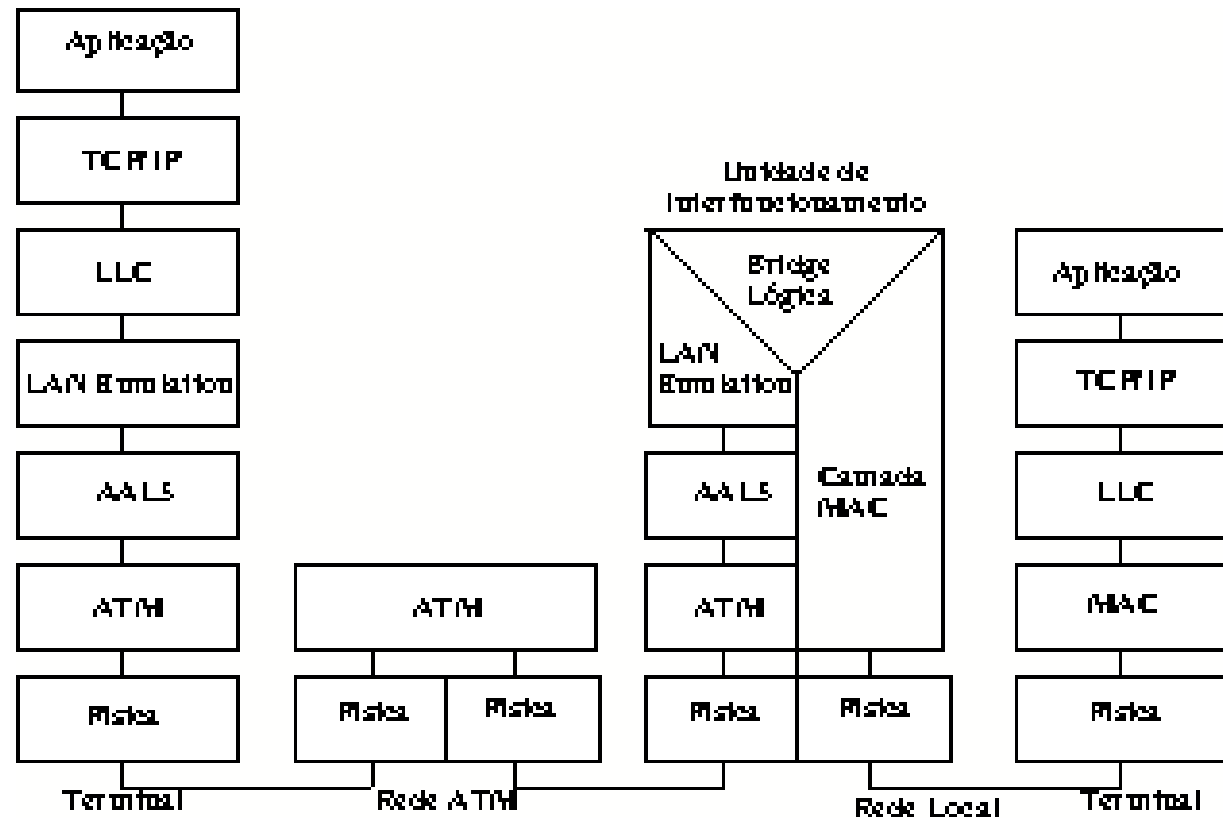 Aplicação
TCP/IP
LLC
LAN Emulation
AAL5
ATM
Física
Terminal
ATM
Física
Física
Rede ATM
Unidade de
Interfuncionamento
Bridge
Lógica
LAN
Emulation
AAL5
ATM
Física
Camada
MAC
Física
Rede Local
Aplicação
TCP/IP
LLC
MAC
Física
Terminal